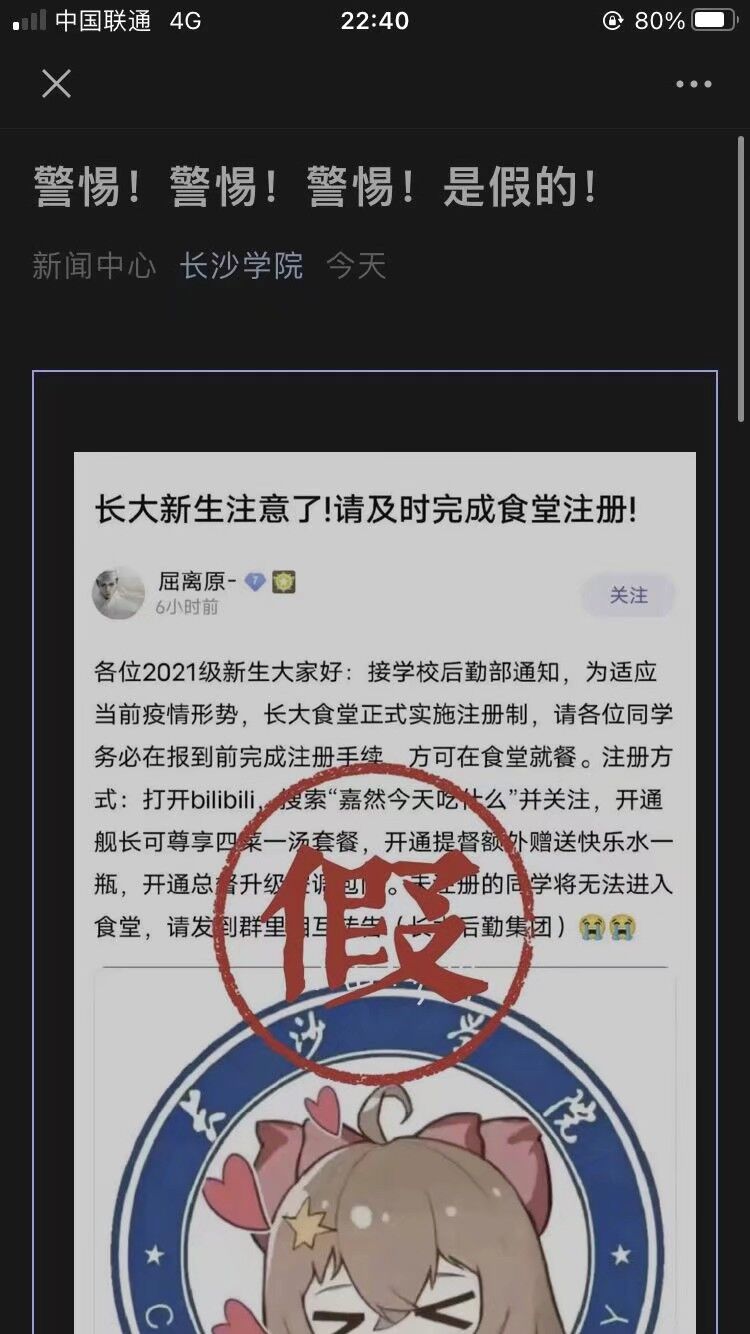 中国联通 4G 22:40 80%
警惕！警惕！警惕！是假的！
新闻中心 长沙学院 今天
长大新生注意了!请及时完成食堂注册!
屈离原- 7
6小时前
关注
各位2021级新生大家好：接学校后勤部通知，为适应
当前疫情形势，长大食堂正式实施注册制，请各位同学
务必在报到前完成注册手续 方可在食堂就餐。注册方
式：打开bilibili，搜索“嘉然今天吃什么”并关注，开通
舰长可尊享四菜一汤套餐，开通提督额外赠送快乐水一
瓶，开通总督升级空调包间。未注册的同学将无法进入
食堂，请发到群里相互转告（长大后勤集团）
假
长沙学院
C
Y